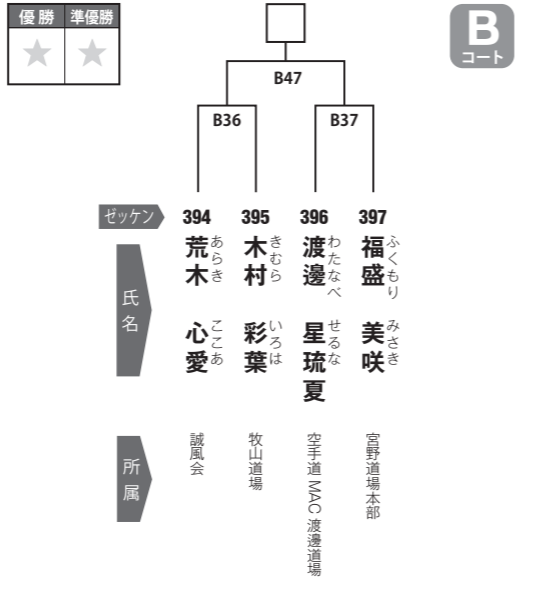 優勝 準優勝
★ ★
B
コート
B47
B36 B37
ゼッケン 394 395 396 397
氏名
荒木 心愛
あらき ここあ
木村 彩葉
きむら いろは
渡邊 星琉夏
わたなべ せるな
福盛 美咲
ふくもり みさき
所属
誠風会
牧山道場
空手道 MAC 渡邊道場
宮野道場本部